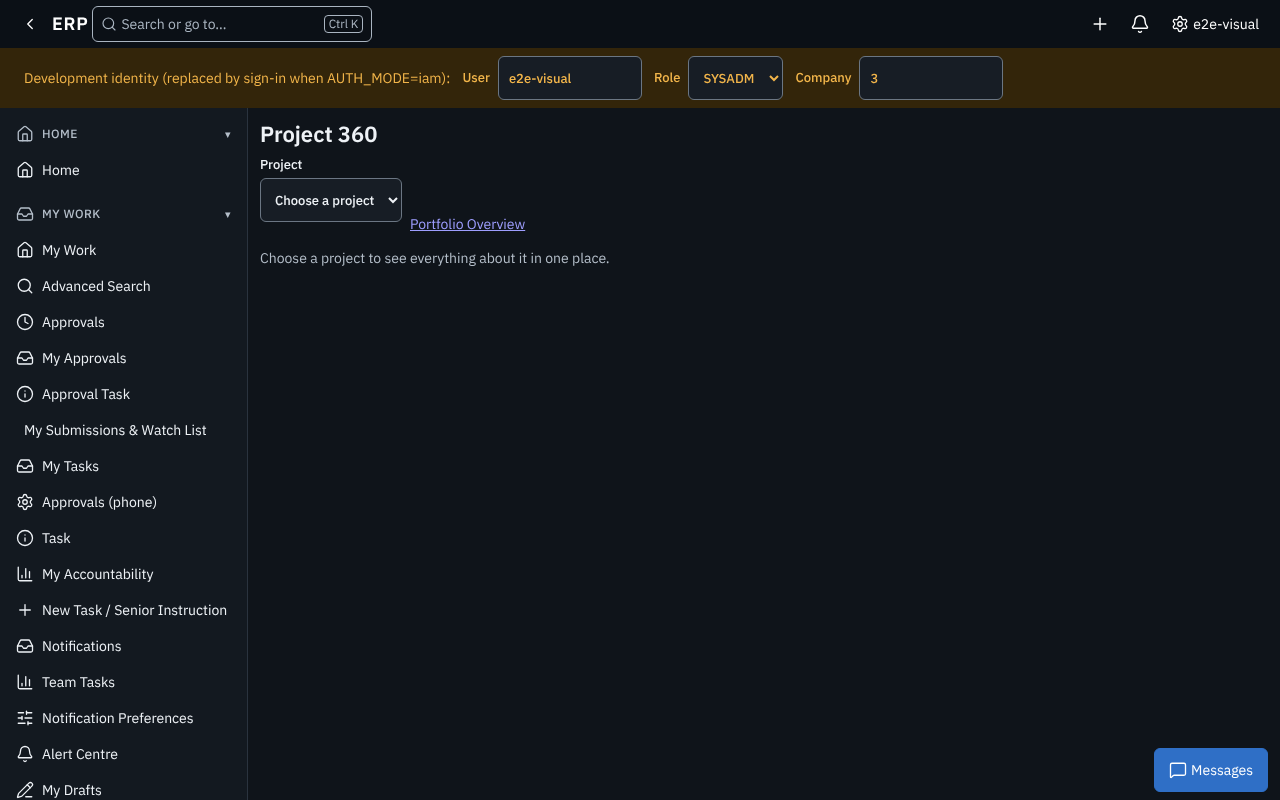 ERP
Search or go to...
Ctrl K
e2e-visual
Development identity (replaced by sign-in when AUTH_MODE=iam):
User
e2e-visual
Role
SYSADM
Company
3
HOME
Home
MY WORK
My Work
Advanced Search
Approvals
My Approvals
Approval Task
My Submissions & Watch List
My Tasks
Approvals (phone)
Task
My Accountability
New Task / Senior Instruction
Notifications
Team Tasks
Notification Preferences
Alert Centre
My Drafts
Project 360
Project
Choose a project
Portfolio Overview
Choose a project to see everything about it in one place.
Messages